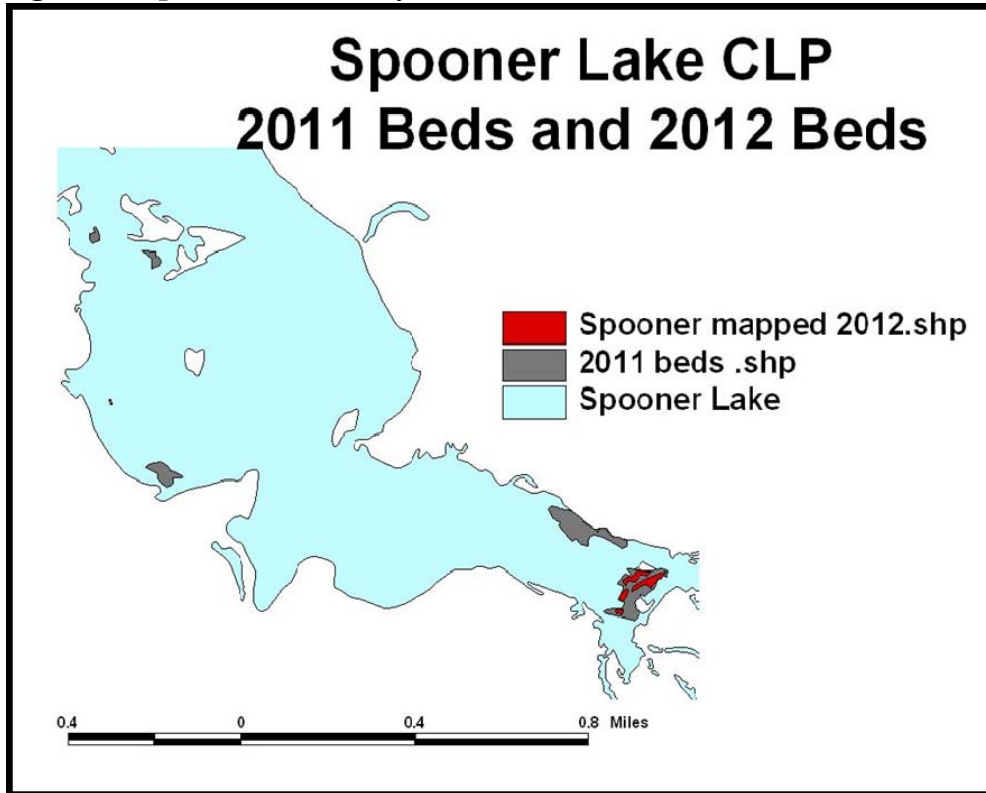 Spooner Lake CLP
2011 Beds and 2012 Beds
Spooner mapped 2012.shp
2011 beds .shp
Spooner Lake
0.4 0 0.4 0.8 Miles